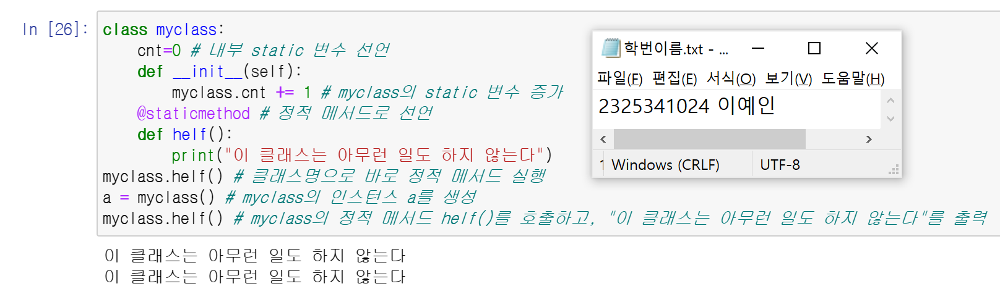 In [26]:
class myclass:
    cnt=0 # 내부 static 변수 선언
    def __init__(self):
        myclass.cnt += 1 # myclass의 static 변수 증가
    @staticmethod # 정적 메서드로 선언
    def helf():
        print("이 클래스는 아무런 일도 하지 않는다")
myclass.helf() # 클래스명으로 바로 정적 메서드 실행
a = myclass() # myclass의 인스턴스 a를 생성
myclass.helf() # myclass의 정적 메서드 helf()를 호출하고, "이 클래스는 아무런 일도 하지 않는다"를 출력
이 클래스는 아무런 일도 하지 않는다
이 클래스는 아무런 일도 하지 않는다
학번이름.txt - ...
파일(F) 편집(E) 서식(O) 보기(V) 도움말(H)
2325341024 이예인
1 Windows (CRLF) UTF-8